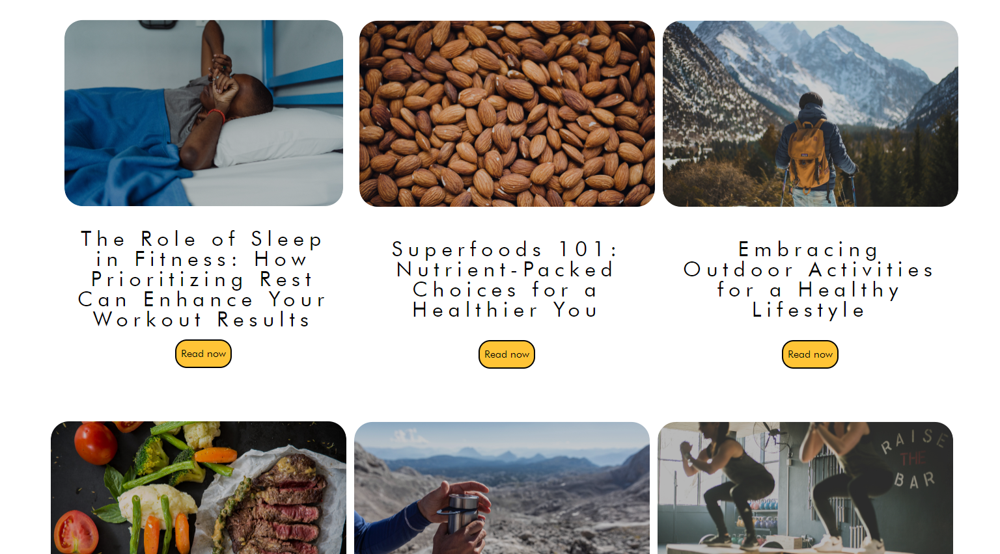 The Role of Sleep
in Fitness: How
Prioritizing Rest
Can Enhance Your
Workout Results
Read now
Superfoods 101:
Nutrient-Packed
Choices for a
Healthier You
Read now
Embracing
Outdoor Activities
for a Healthy
Lifestyle
Read now
RAISE
THE
BAR